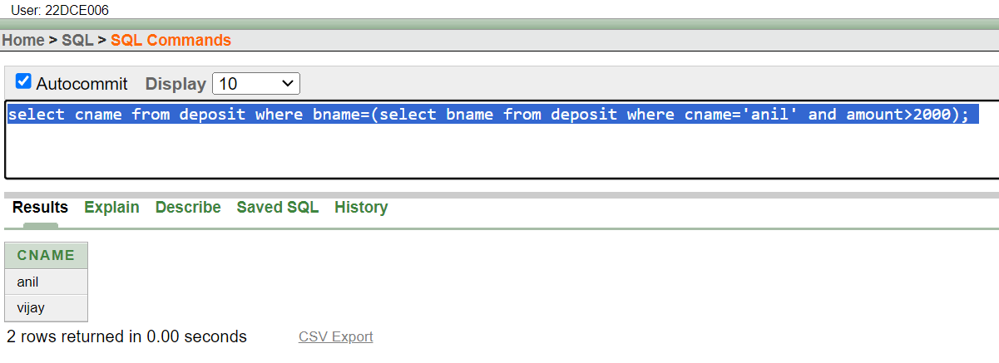 User: 22DCE006
Home > SQL > SQL Commands
Autocommit Display 10
select cname from deposit where bname=(select bname from deposit where cname='anil' and amount>2000);
Results Explain Describe Saved SQL History
CNAME
anil
vijay
2 rows returned in 0.00 seconds CSV Export